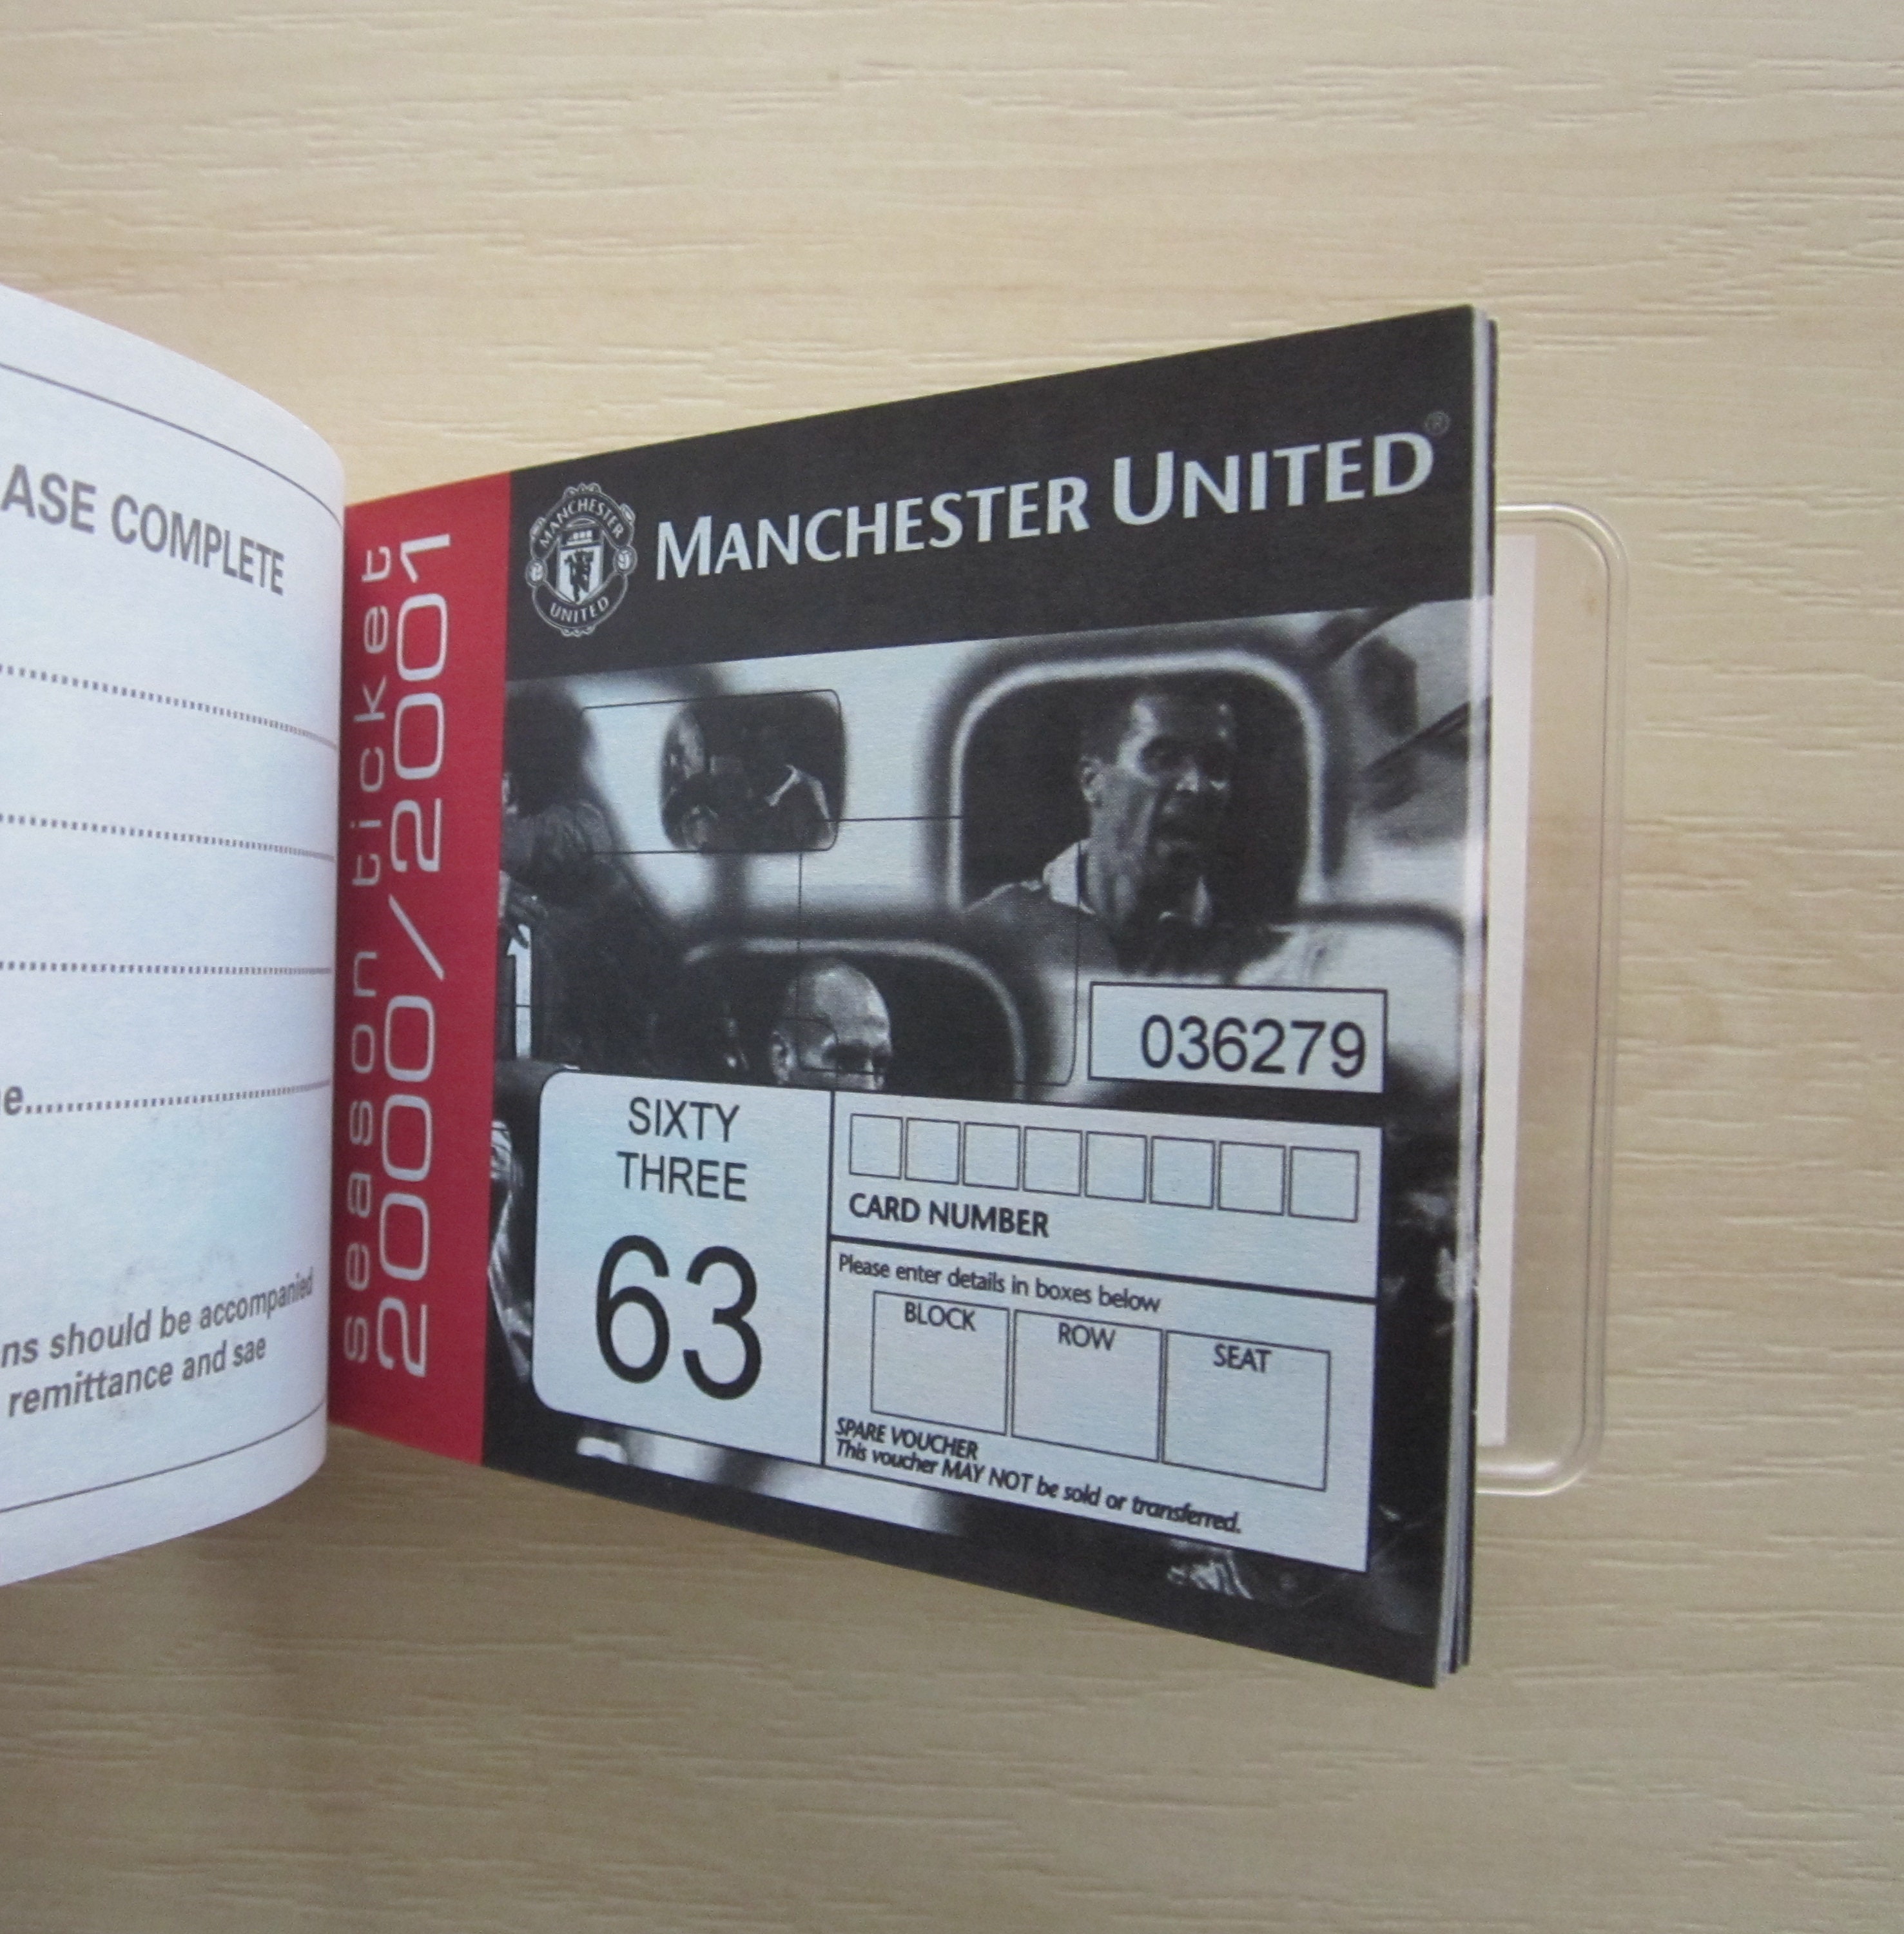 ASE COMPLETE
e
ns should be accompanied
remittance and sae
season ticket
2000/2001
MANCHESTER
UNITED
MANCHESTER UNITED®
1
036279
SIXTY
THREE
63
CARD NUMBER
Please enter details in boxes below
BLOCK
ROW
SEAT
SPARE VOUCHER
This voucher MAY NOT be sold or transferred.